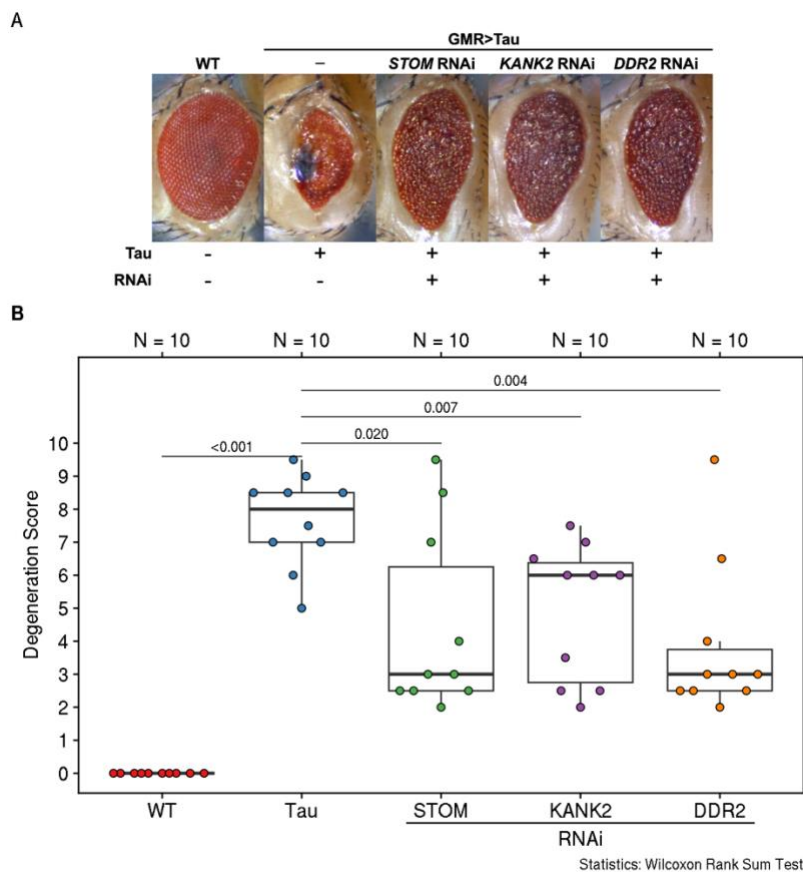 A
GMR>Tau
WT – STOM RNAi KANK2 RNAi DDR2 RNAi
Tau - + + + +
RNAi - - + + +
B
N = 10 N = 10 N = 10 N = 10 N = 10
0.004
0.007
<0.001 0.020
10
9
8
7
6
5
4
3
2
1
0
Degeneration Score
WT Tau STOM KANK2 DDR2
RNAi
Statistics: Wilcoxon Rank Sum Test